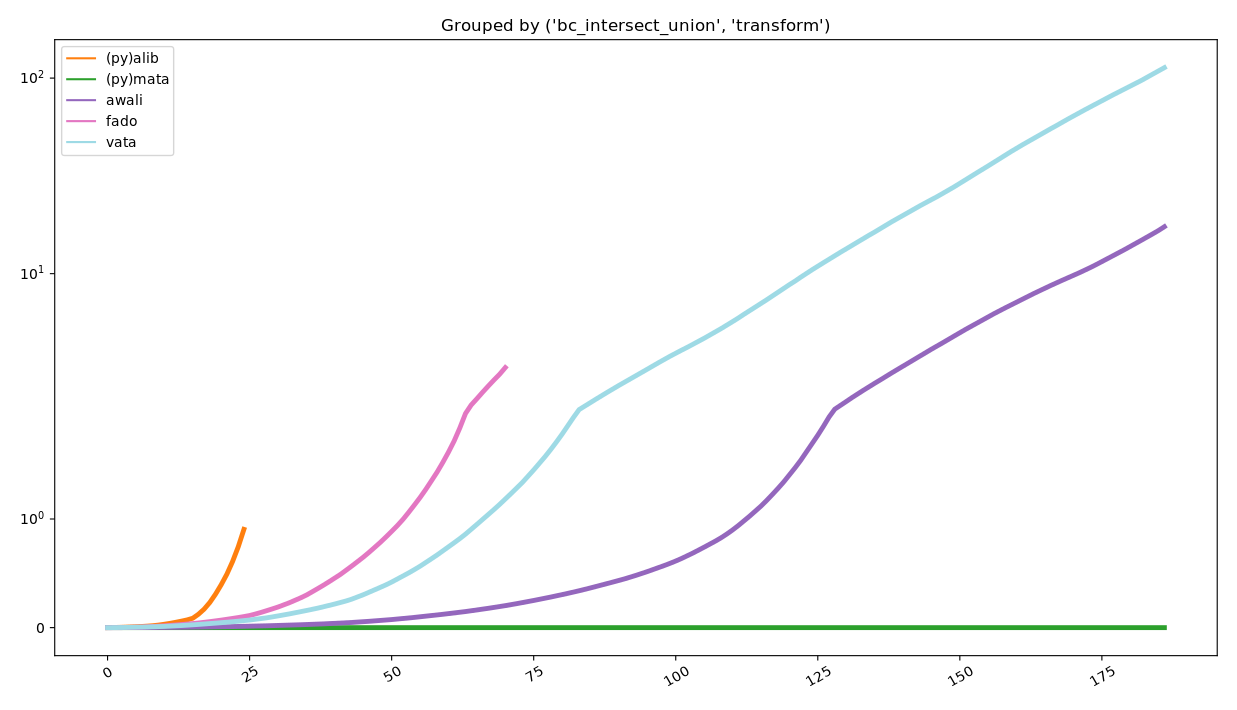 Grouped by ('bc_intersect_union', 'transform')
(py)alib
(py)mata
awali
fado
vata
10^2
10^1
10^0
0
0 25 50 75 100 125 150 175